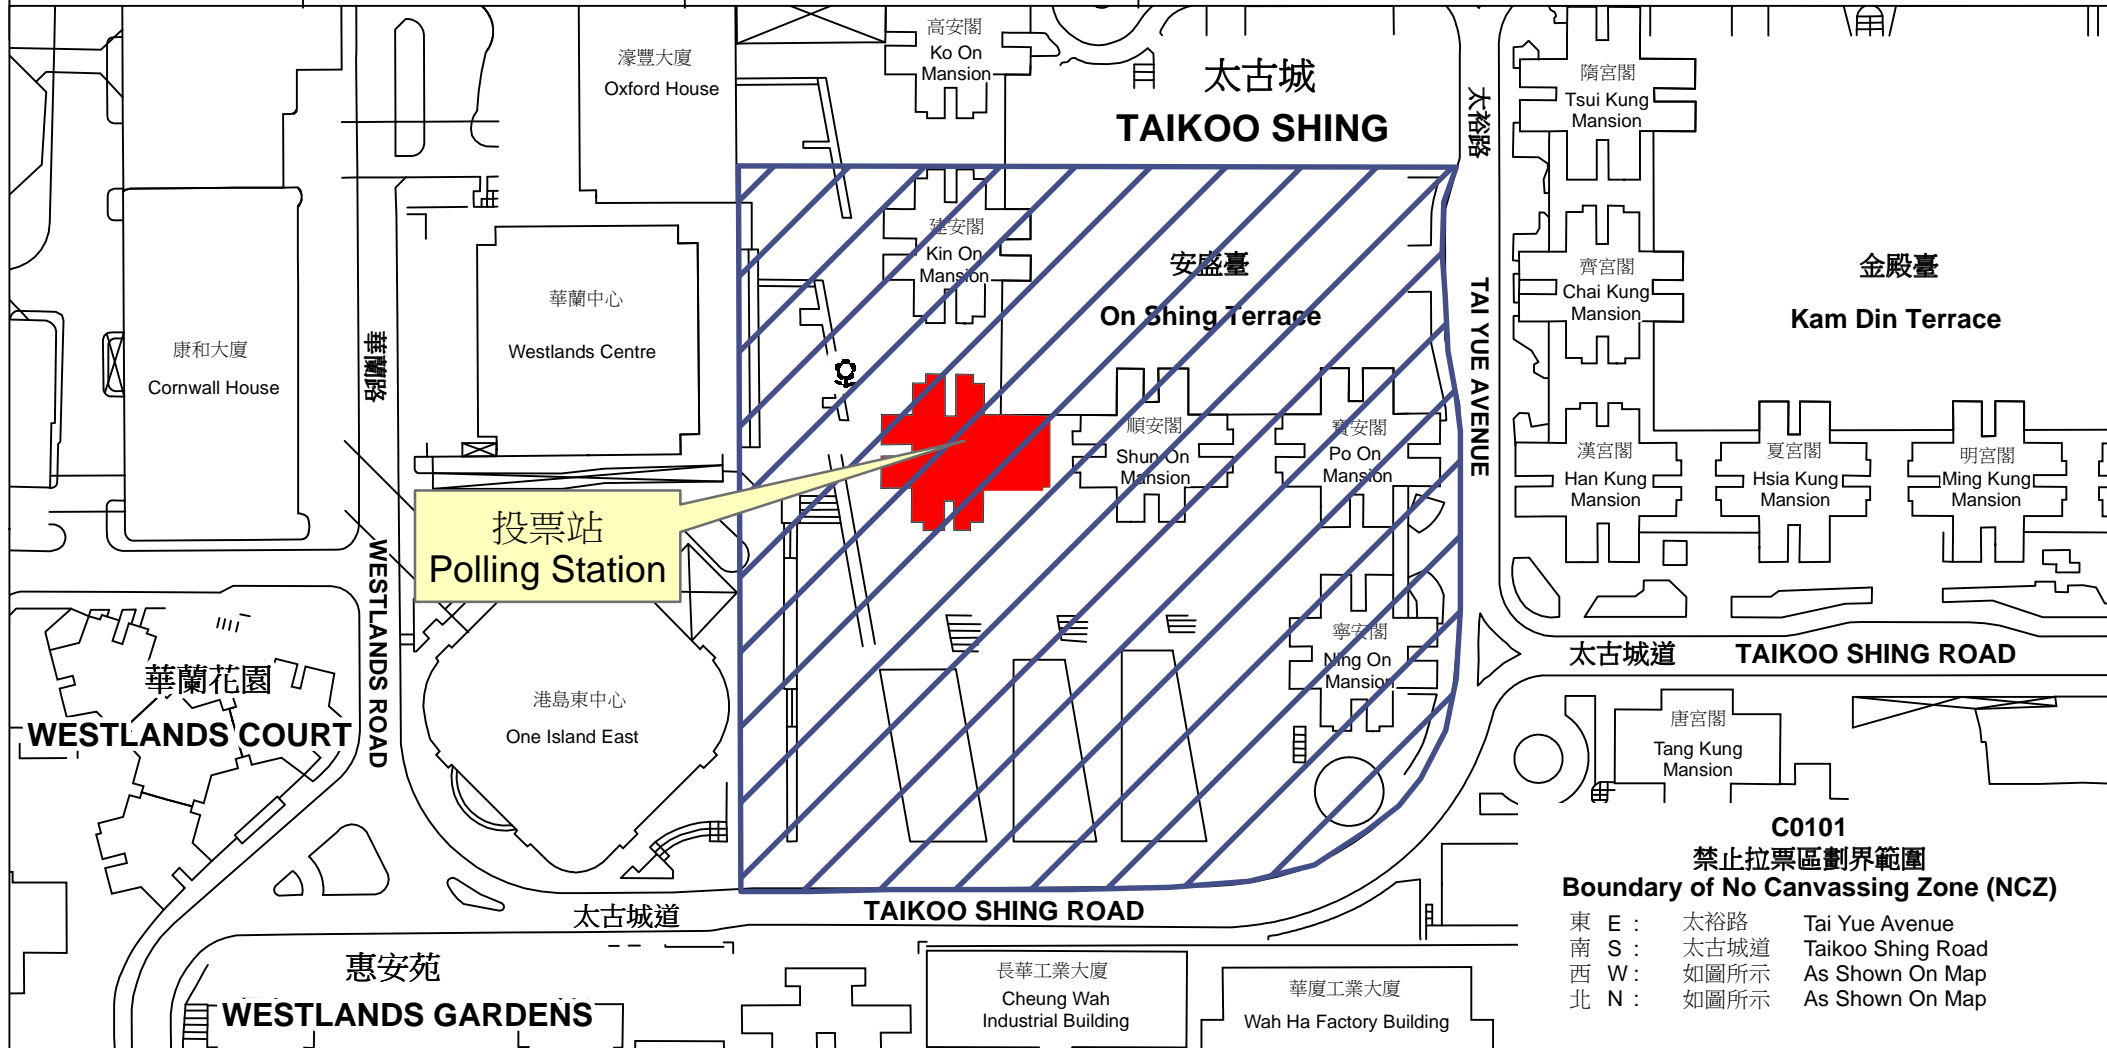 高安閣
Ko On
Mansion
濠豐大廈
Oxford House
太古城
TAIKOO SHING
太裕路
TAI YUE AVENUE
隋宮閣
Tsui Kung
Mansion
建安閣
Kin On
Mansion
安盛臺
On Shing Terrace
齊宮閣
Chai Kung
Mansion
金殿臺
Kam Din Terrace
華蘭中心
Westlands Centre
康和大廈
Cornwall House
華蘭路
WESTLANDS ROAD
順安閣
Shun On
Mansion
寶安閣
Po On
Mansion
漢宮閣
Han Kung
Mansion
夏宮閣
Hsia Kung
Mansion
明宮閣
Ming Kung
Mansion
投票站
Polling Station
寧安閣
Ning On
Mansion
太古城道 TAIKOO SHING ROAD
華蘭花園
WESTLANDS COURT
港島東中心
One Island East
唐宮閣
Tang Kung
Mansion
太古城道 TAIKOO SHING ROAD
惠安苑
WESTLANDS GARDENS
長華工業大廈
Cheung Wah
Industrial Building
華廈工業大廈
Wah Ha Factory Building
C0101
禁止拉票區劃界範圍
Boundary of No Canvassing Zone (NCZ)
東 E : 太裕路 Tai Yue Avenue
南 S : 太古城道 Taikoo Shing Road
西 W : 如圖所示 As Shown On Map
北 N : 如圖所示 As Shown On Map